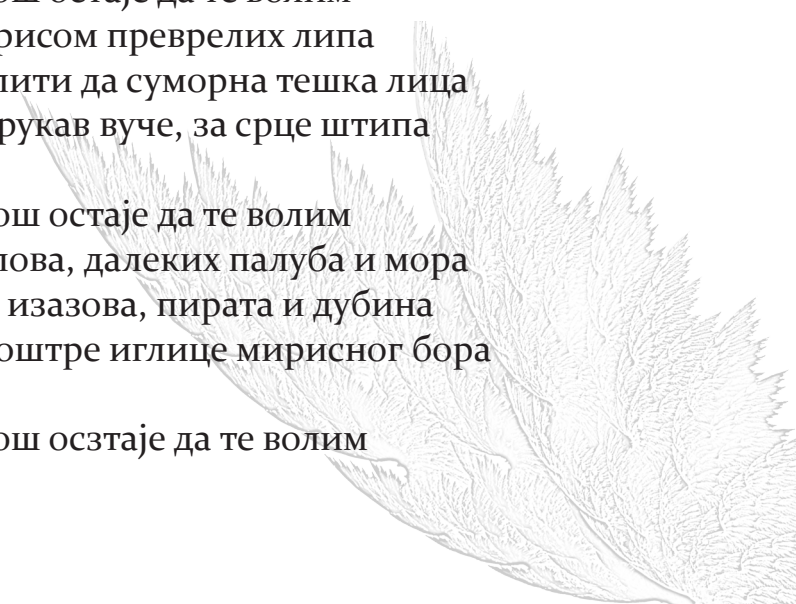 ош остаје да те волим
рисом преврелих липа
лити да суморна тешка лица
рукав вуче, за срце штипа
ош остаје да те волим
лова, далеких палуба и мора
изазова, пирата и дубина
оштре иглице мирисног бора
ош осзтаје да те волим